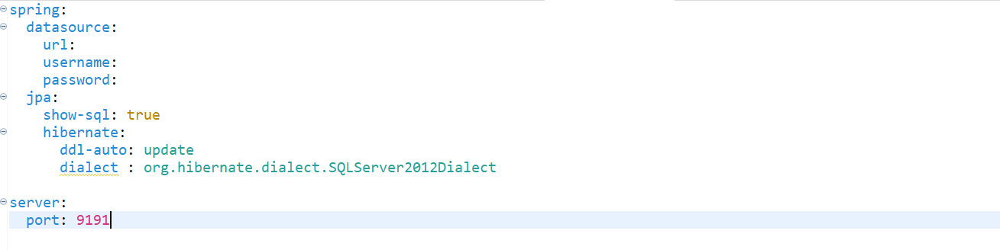 spring:
  datasource:
    url:
    username:
    password:
  jpa:
    show-sql: true
    hibernate:
      ddl-auto: update
      dialect : org.hibernate.dialect.SQLServer2012Dialect
server:
  port: 9191